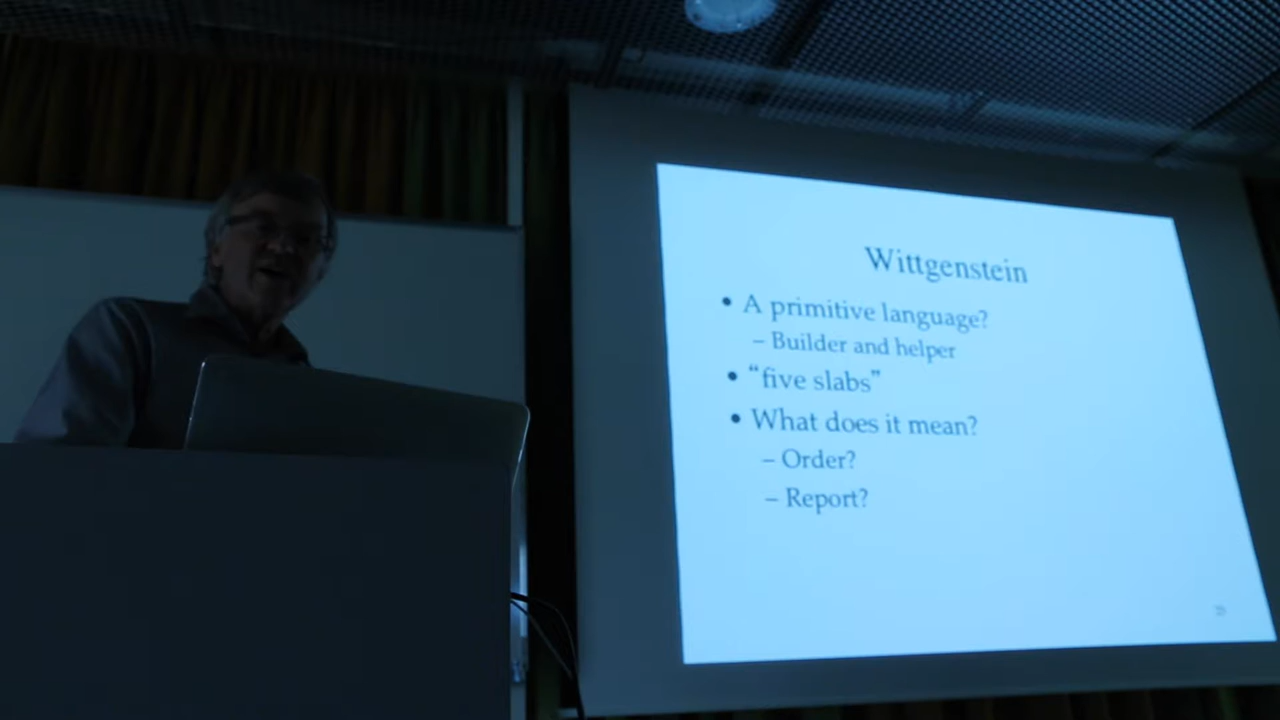 Wittgenstein
• A primitive language?
– Builder and helper
• “five slabs”
• What does it mean?
– Order?
– Report?